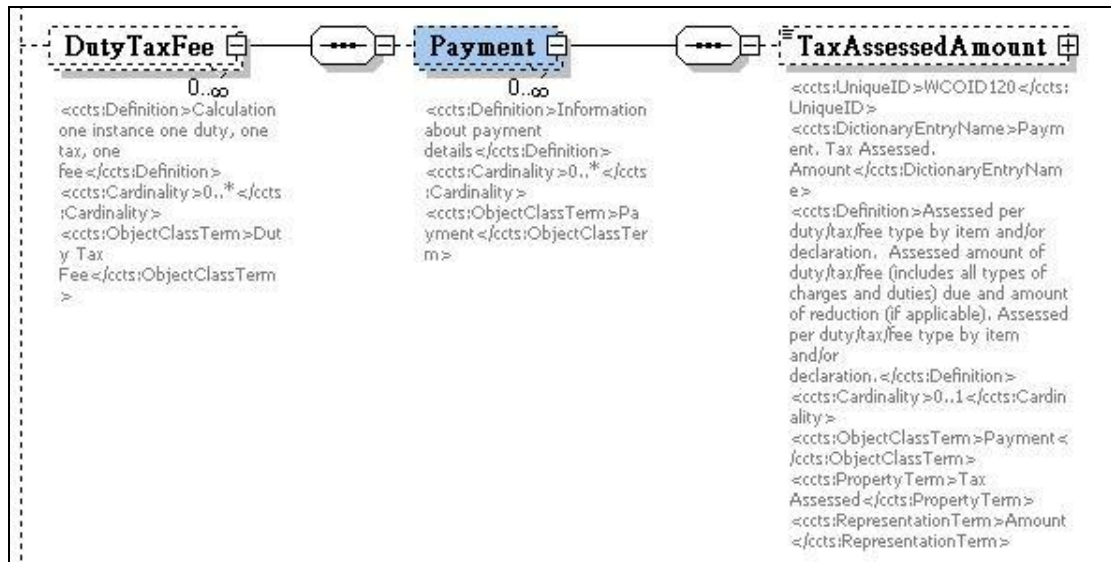 DutyTaxFee
0..∞
<ccts:Definition>Calculation
one instance one duty, one
tax, one
fee</ccts:Definition>
<ccts:Cardinality>0..*</ccts
:Cardinality>
<ccts:ObjectClassTerm>Dut
y Tax
Fee</ccts:ObjectClassTerm
>
Payment
0..∞
<ccts:Definition>Information
about payment
details</ccts:Definition>
<ccts:Cardinality>0..*</ccts
:Cardinality>
<ccts:ObjectClassTerm>Pa
yment</ccts:ObjectClassTer
m>
TaxAssessedAmount
<ccts:UniqueID>WCOID120</ccts:
UniqueID>
<ccts:DictionaryEntryName>Paym
ent. Tax Assessed.
Amount</ccts:DictionaryEntryNam
e>
<ccts:Definition>Assessed per
duty/tax/fee type by item and/or
declaration. Assessed amount of
duty/tax/fee (includes all types of
charges and duties) due and amount
of reduction (if applicable). Assessed
per duty/tax/fee type by item
and/or
declaration.</ccts:Definition>
<ccts:Cardinality>0..1</ccts:Cardin
ality>
<ccts:ObjectClassTerm>Payment<
/ccts:ObjectClassTerm>
<ccts:PropertyTerm>Tax
Assessed</ccts:PropertyTerm>
<ccts:RepresentationTerm>Amount
</ccts:RepresentationTerm>